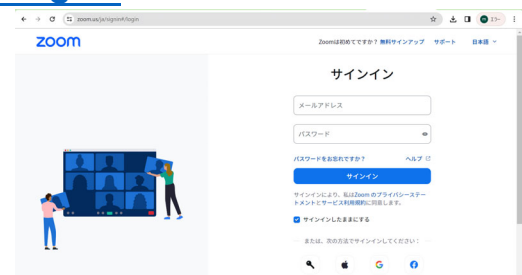 zoom.us/ja/signin#/login
zoom
Zoomは初めてですか？ 無料サインアップ サポート 日本語
サインイン
メールアドレス
パスワード
パスワードをお忘れですか？ ヘルプ
サインイン
サインインにより、私はZoom のプライバシーステー
トメントとサービス利用規約に同意します。
サインインしたままにする
または、次の方法でサインインしてください：